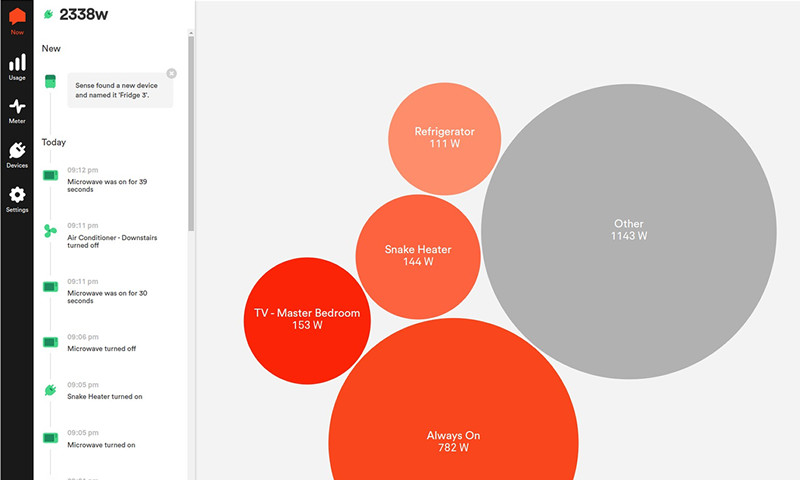 Now
Usage
Meter
Devices
Settings
2338w
New
Sense found a new device
and named it 'Fridge 3'.
Today
09:12 pm
Microwave was on for 39
seconds
09:11 pm
Air Conditioner - Downstairs
turned off
09:11 pm
Microwave was on for 30
seconds
09:06 pm
Microwave turned off
09:05 pm
Snake Heater turned on
09:05 pm
Microwave turned on
Refrigerator
111 W
Other
1143 W
Snake Heater
144 W
TV - Master Bedroom
153 W
Always On
782 W